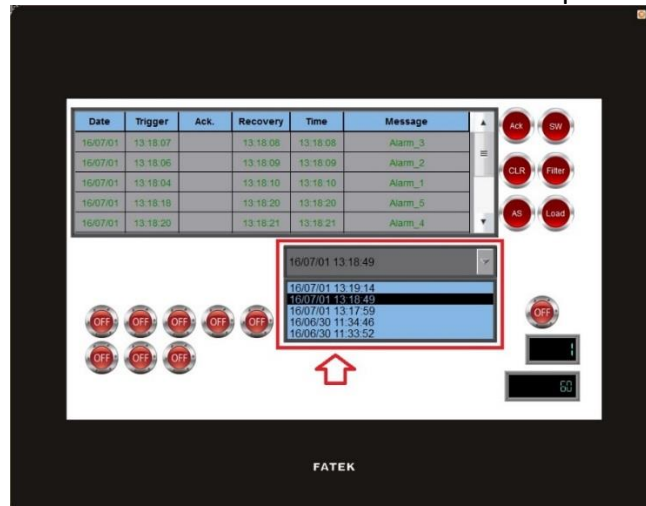 Date Trigger Ack. Recovery Time Message
16/07/01 13:18:07 13:18:08 13:18:08 Alarm_3
16/07/01 13:18:06 13:18:09 13:18:09 Alarm_2
16/07/01 13:18:04 13:18:10 13:18:10 Alarm_1
16/07/01 13:18:18 13:18:20 13:18:20 Alarm_5
16/07/01 13:18:20 13:18:21 13:18:21 Alarm_4
Ack SW
CLR Filter
AS Load
16/07/01 13:18:49
16/07/01 13:19:14
16/07/01 13:18:49
16/07/01 13:17:59
16/06/30 11:34:46
16/06/30 11:33:52
OFF OFF OFF OFF OFF
OFF OFF OFF
OFF
1
60
FATEK